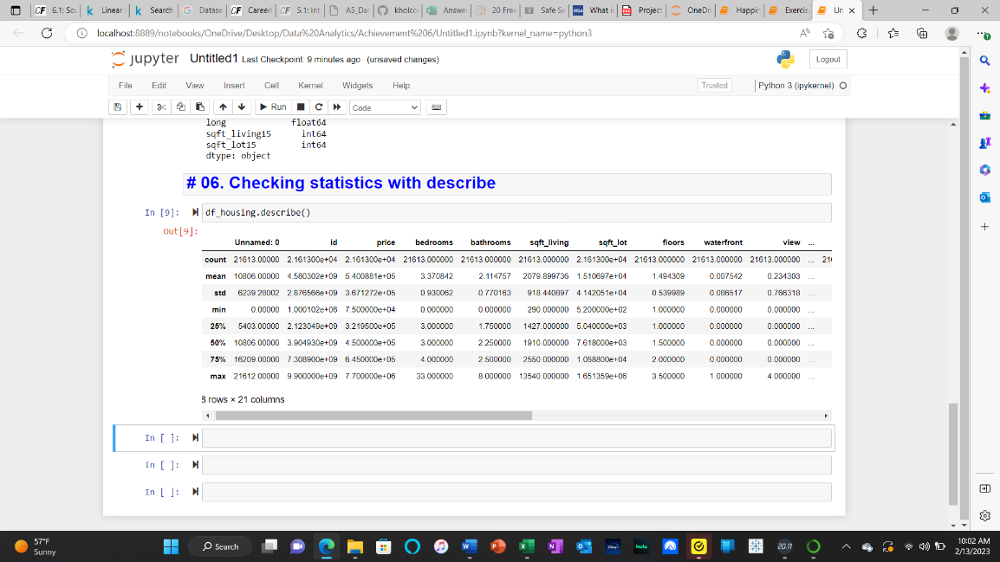 6.1: Sou
Linear
Search
Datase
Career
5.1: Int
A5_Dat
kholco
Answe
20 Free
Safe Se
What i
Project
OneDri
Happin
Exercis
Un
localhost:8889/notebooks/OneDrive/Desktop/Data%20Analytics/Achievement%206/Untitled1.ipynb?kernel_name=python3
jupyter Untitled1 Last Checkpoint: 9 minutes ago (unsaved changes)
Logout
File Edit View Insert Cell Kernel Widgets Help
Trusted
Python 3 (ipykernel)
Run
Code
long float64
sqft_living15 int64
sqft_lot15 int64
dtype: object
# 06. Checking statistics with describe
In [9]: df_housing.describe()
Out[9]:
Unnamed: 0 id price bedrooms bathrooms sqft_living sqft_lot floors waterfront view ...
count 21613.00000 2.161300e+04 2.161300e+04 21613.000000 21613.000000 21613.000000 2.161300e+04 21613.000000 21613.000000 21613.000000 ... 216
mean 10806.00000 4.580302e+09 5.400881e+05 3.370842 2.114757 2079.899736 1.510697e+04 1.494309 0.007542 0.234303 ...
std 6239.28002 2.876566e+09 3.671272e+05 0.930062 0.770163 918.440897 4.142051e+04 0.539989 0.086517 0.766318 ...
min 0.00000 1.000102e+06 7.500000e+04 0.000000 0.000000 290.000000 5.200000e+02 1.000000 0.000000 0.000000 ...
25% 5403.00000 2.123049e+09 3.219500e+05 3.000000 1.750000 1427.000000 5.040000e+03 1.000000 0.000000 0.000000 ...
50% 10806.00000 3.904930e+09 4.500000e+05 3.000000 2.250000 1910.000000 7.618000e+03 1.500000 0.000000 0.000000 ...
75% 16209.00000 7.308900e+09 6.450000e+05 4.000000 2.500000 2550.000000 1.068800e+04 2.000000 0.000000 0.000000 ...
max 21612.00000 9.900000e+09 7.700000e+06 33.000000 8.000000 13540.000000 1.651359e+06 3.500000 1.000000 4.000000 ...
8 rows × 21 columns
In [ ]:
In [ ]:
In [ ]:
57°F
Sunny
Search
hulu
20.11
10:02 AM
2/13/2023